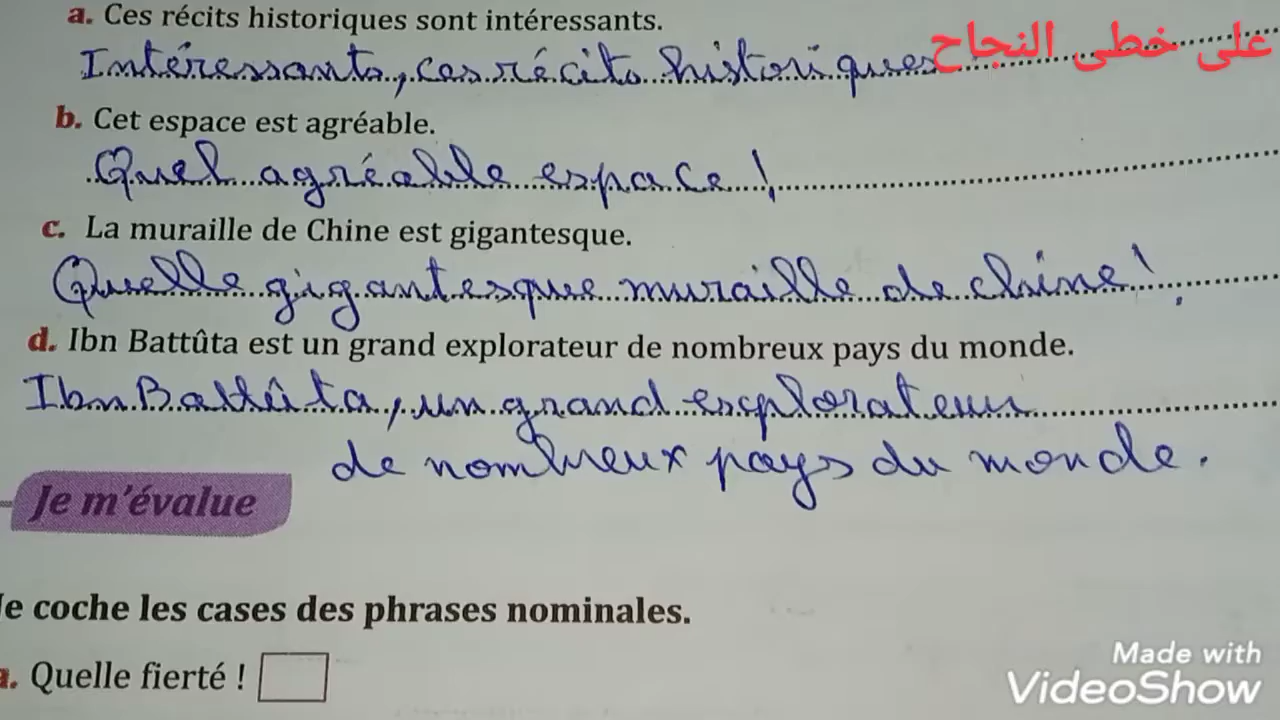 a. Ces récits historiques sont intéressants.
على خطى النجاح
Intéressants, ces récits historiques
b. Cet espace est agréable.
Quel agréable espace !
c. La muraille de Chine est gigantesque.
Quelle gigantesque muraille de chine !
d. Ibn Battûta est un grand explorateur de nombreux pays du monde.
Ibn Battûta, un grand explorateur
de nombreux pays du monde.
Je m'évalue
Je coche les cases des phrases nominales.
a. Quelle fierté !
Made with
VideoShow